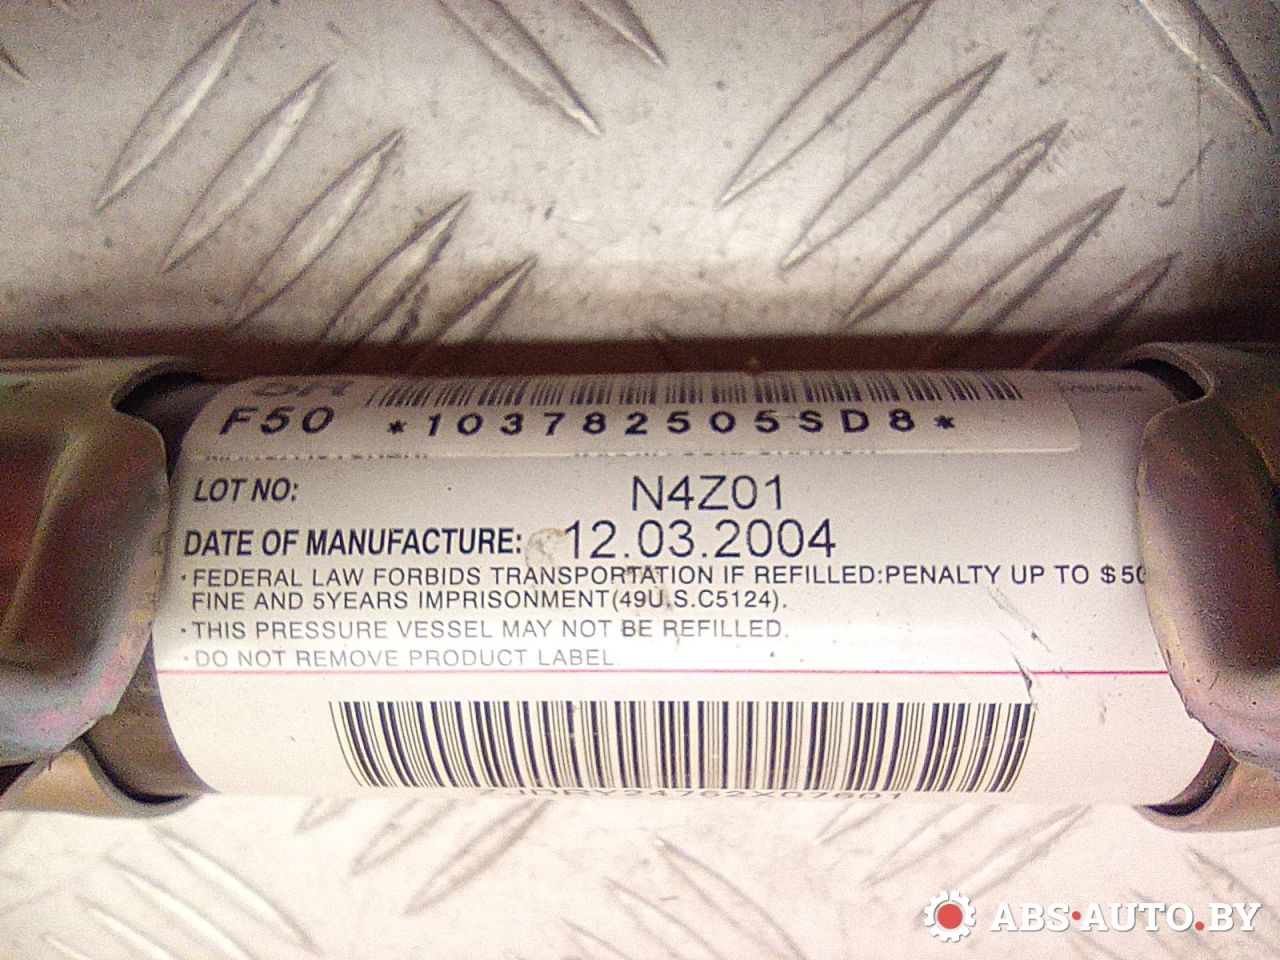 F50 *103782505SD8*
LOT NO: N4Z01
DATE OF MANUFACTURE: 12.03.2004
·FEDERAL LAW FORBIDS TRANSPORTATION IF REFILLED:PENALTY UP TO $50
FINE AND 5YEARS IMPRISONMENT(49U.S.C5124).
·THIS PRESSURE VESSEL MAY NOT BE REFILLED.
·DO NOT REMOVE PRODUCT LABEL.
ABS·AUTO.BY